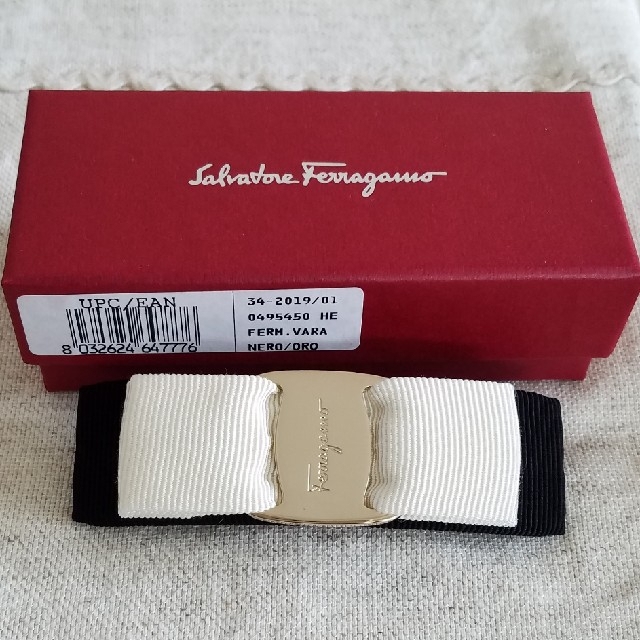 Salvatore Ferragamo
UPC/EAN
8 032624 647776
34-2019/01
0495450 HE
FERM.VARA
NERO/ORO
Ferragamo